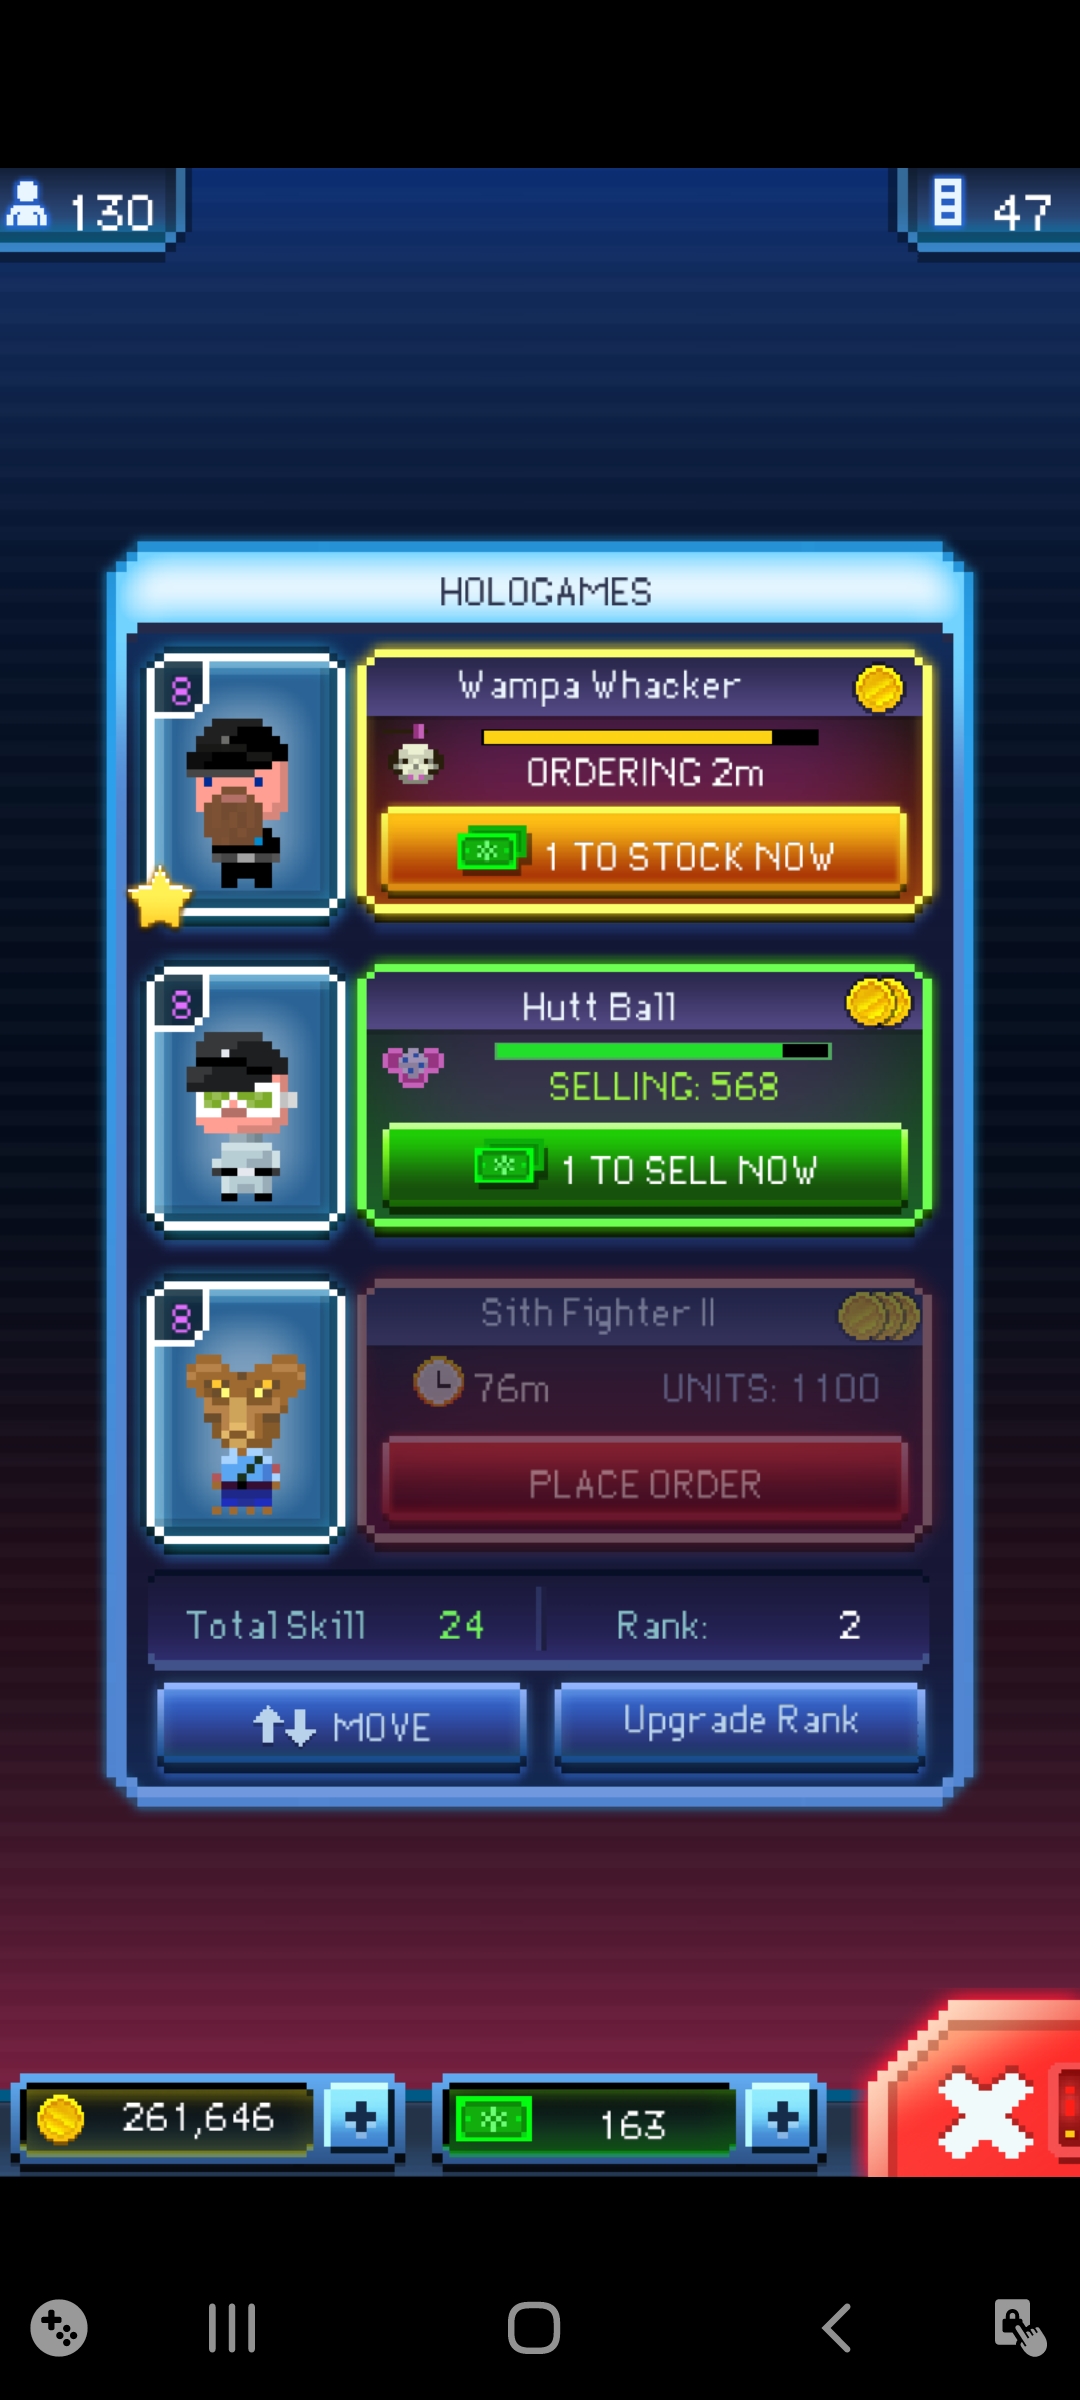 130
47
HOLOGAMES
8
Wampa Whacker
ORDERING 2m
1 TO STOCK NOW
8
Hutt Ball
SELLING: 568
1 TO SELL NOW
8
Sith Fighter II
76m UNITS: 1100
PLACE ORDER
Total Skill 24 Rank: 2
MOVE Upgrade Rank
261,646 163